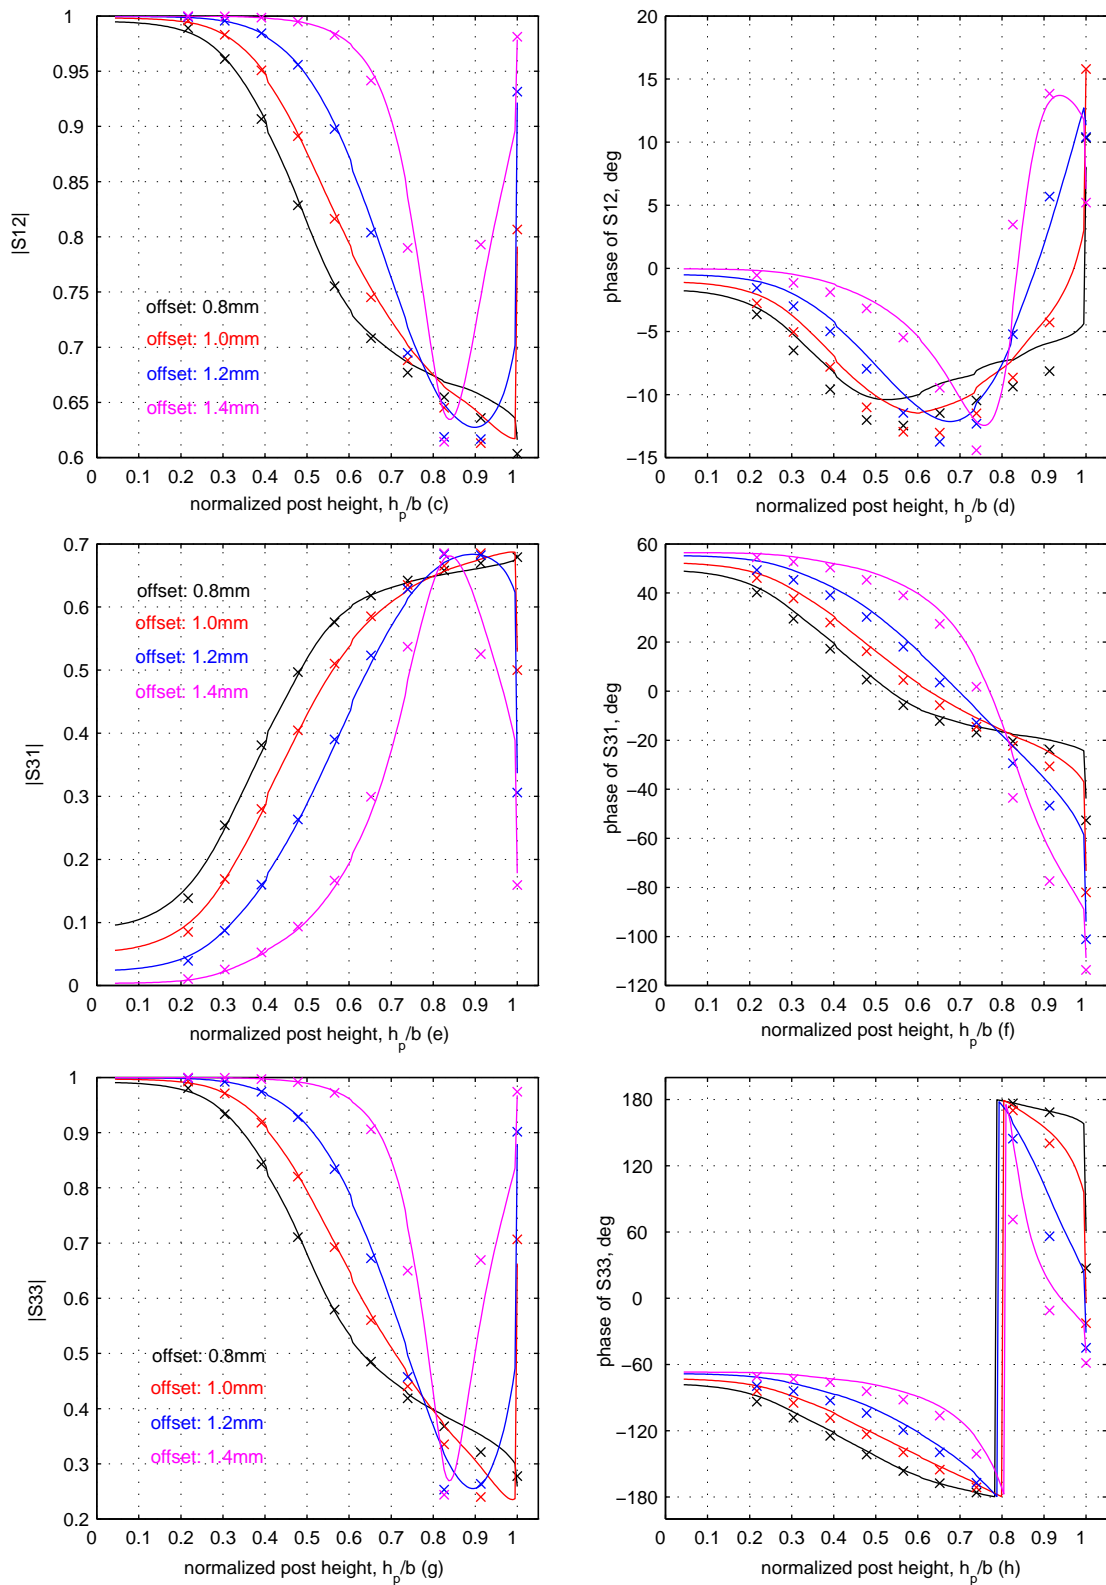 1
0.95
0.9
0.85
0.8
0.75
0.7
0.65
0.6
|S12|
offset: 0.8mm
offset: 1.0mm
offset: 1.2mm
offset: 1.4mm
0 0.1 0.2 0.3 0.4 0.5 0.6 0.7 0.8 0.9 1
normalized post height, h_p/b (c)
20
15
10
5
0
−5
−10
−15
phase of S12, deg
0 0.1 0.2 0.3 0.4 0.5 0.6 0.7 0.8 0.9 1
normalized post height, h_p/b (d)
0.7
0.6
0.5
0.4
0.3
0.2
0.1
0
|S31|
offset: 0.8mm
offset: 1.0mm
offset: 1.2mm
offset: 1.4mm
0 0.1 0.2 0.3 0.4 0.5 0.6 0.7 0.8 0.9 1
normalized post height, h_p/b (e)
60
40
20
0
−20
−40
−60
−80
−100
−120
phase of S31, deg
0 0.1 0.2 0.3 0.4 0.5 0.6 0.7 0.8 0.9 1
normalized post height, h_p/b (f)
1
0.9
0.8
0.7
0.6
0.5
0.4
0.3
0.2
|S33|
offset: 0.8mm
offset: 1.0mm
offset: 1.2mm
offset: 1.4mm
0 0.1 0.2 0.3 0.4 0.5 0.6 0.7 0.8 0.9 1
normalized post height, h_p/b (g)
180
120
60
0
−60
−120
−180
phase of S33, deg
0 0.1 0.2 0.3 0.4 0.5 0.6 0.7 0.8 0.9 1
normalized post height, h_p/b (h)